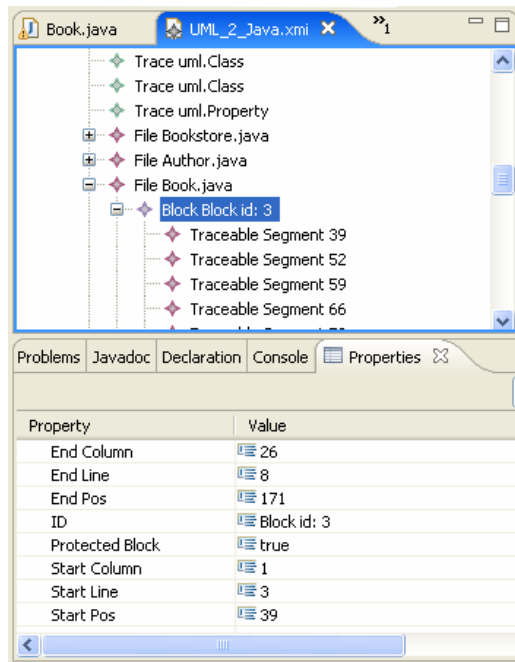 Book.java UML_2_Java.xmi »1
Trace uml.Class
Trace uml.Class
Trace uml.Property
File Bookstore.java
File Author.java
File Book.java
Block Block id: 3
Traceable Segment 39
Traceable Segment 52
Traceable Segment 59
Traceable Segment 66
Problems Javadoc Declaration Console Properties
Property Value
End Column 26
End Line 8
End Pos 171
ID Block id: 3
Protected Block true
Start Column 1
Start Line 3
Start Pos 39